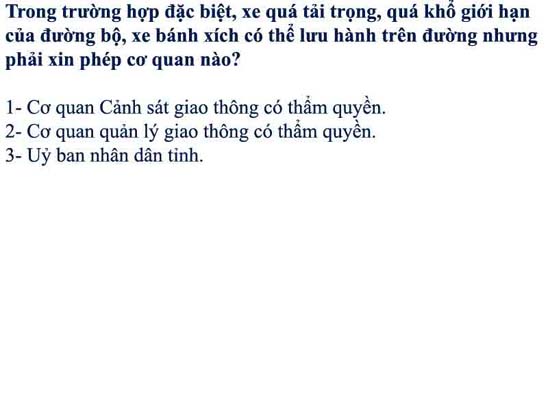 Trong trường hợp đặc biệt, xe quá tải trọng, quá khổ giới hạn
của đường bộ, xe bánh xích có thể lưu hành trên đường nhưng
phải xin phép cơ quan nào?
1- Cơ quan Cảnh sát giao thông có thẩm quyền.
2- Cơ quan quản lý giao thông có thẩm quyền.
3- Uỷ ban nhân dân tỉnh.